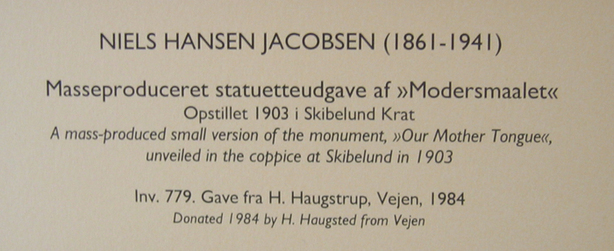 NIELS HANSEN JACOBSEN (1861-1941)
Masseproduceret statuetteudgave af »Modersmaalet«
Opstillet 1903 i Skibelund Krat
A mass-produced small version of the monument, »Our Mother Tongue«,
unveiled in the coppice at Skibelund in 1903
Inv. 779. Gave fra H. Haugstrup, Vejen, 1984
Donated 1984 by H. Haugsted from Vejen